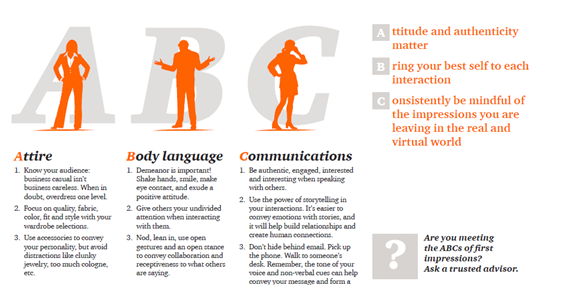 A B C
Attire
1. Know your audience:
business casual isn't
business careless. When in
doubt, overdress one level.
2. Focus on quality, fabric,
color, fit and style with your
wardrobe selections.
3. Use accessories to convey
your personality, but avoid
distractions like clunky
jewelry, too much cologne,
etc.
Body language
1. Demeanor is important!
Shake hands, smile, make
eye contact, and exude a
positive attitude.
2. Give others your undivided
attention when interacting
with them.
3. Nod, lean in, use open
gestures and an open stance
to convey collaboration and
receptiveness to what others
are saying.
Communications
1. Be authentic, engaged, interested
and interesting when speaking
with others.
2. Use the power of storytelling in
your interactions. It's easier to
convey emotions with stories, and
it will help build relationships and
create human connections.
3. Don't hide behind email. Pick up
the phone. Walk to someone's
desk. Remember, the tone of your
voice and non-verbal cues can help
convey your message and form a
Attitude and authenticity
matter
Bring your best self to each
interaction
Consistently be mindful of
the impressions you are
leaving in the real and
virtual world
?
Are you meeting
the ABCs of first
impressions?
Ask a trusted advisor.